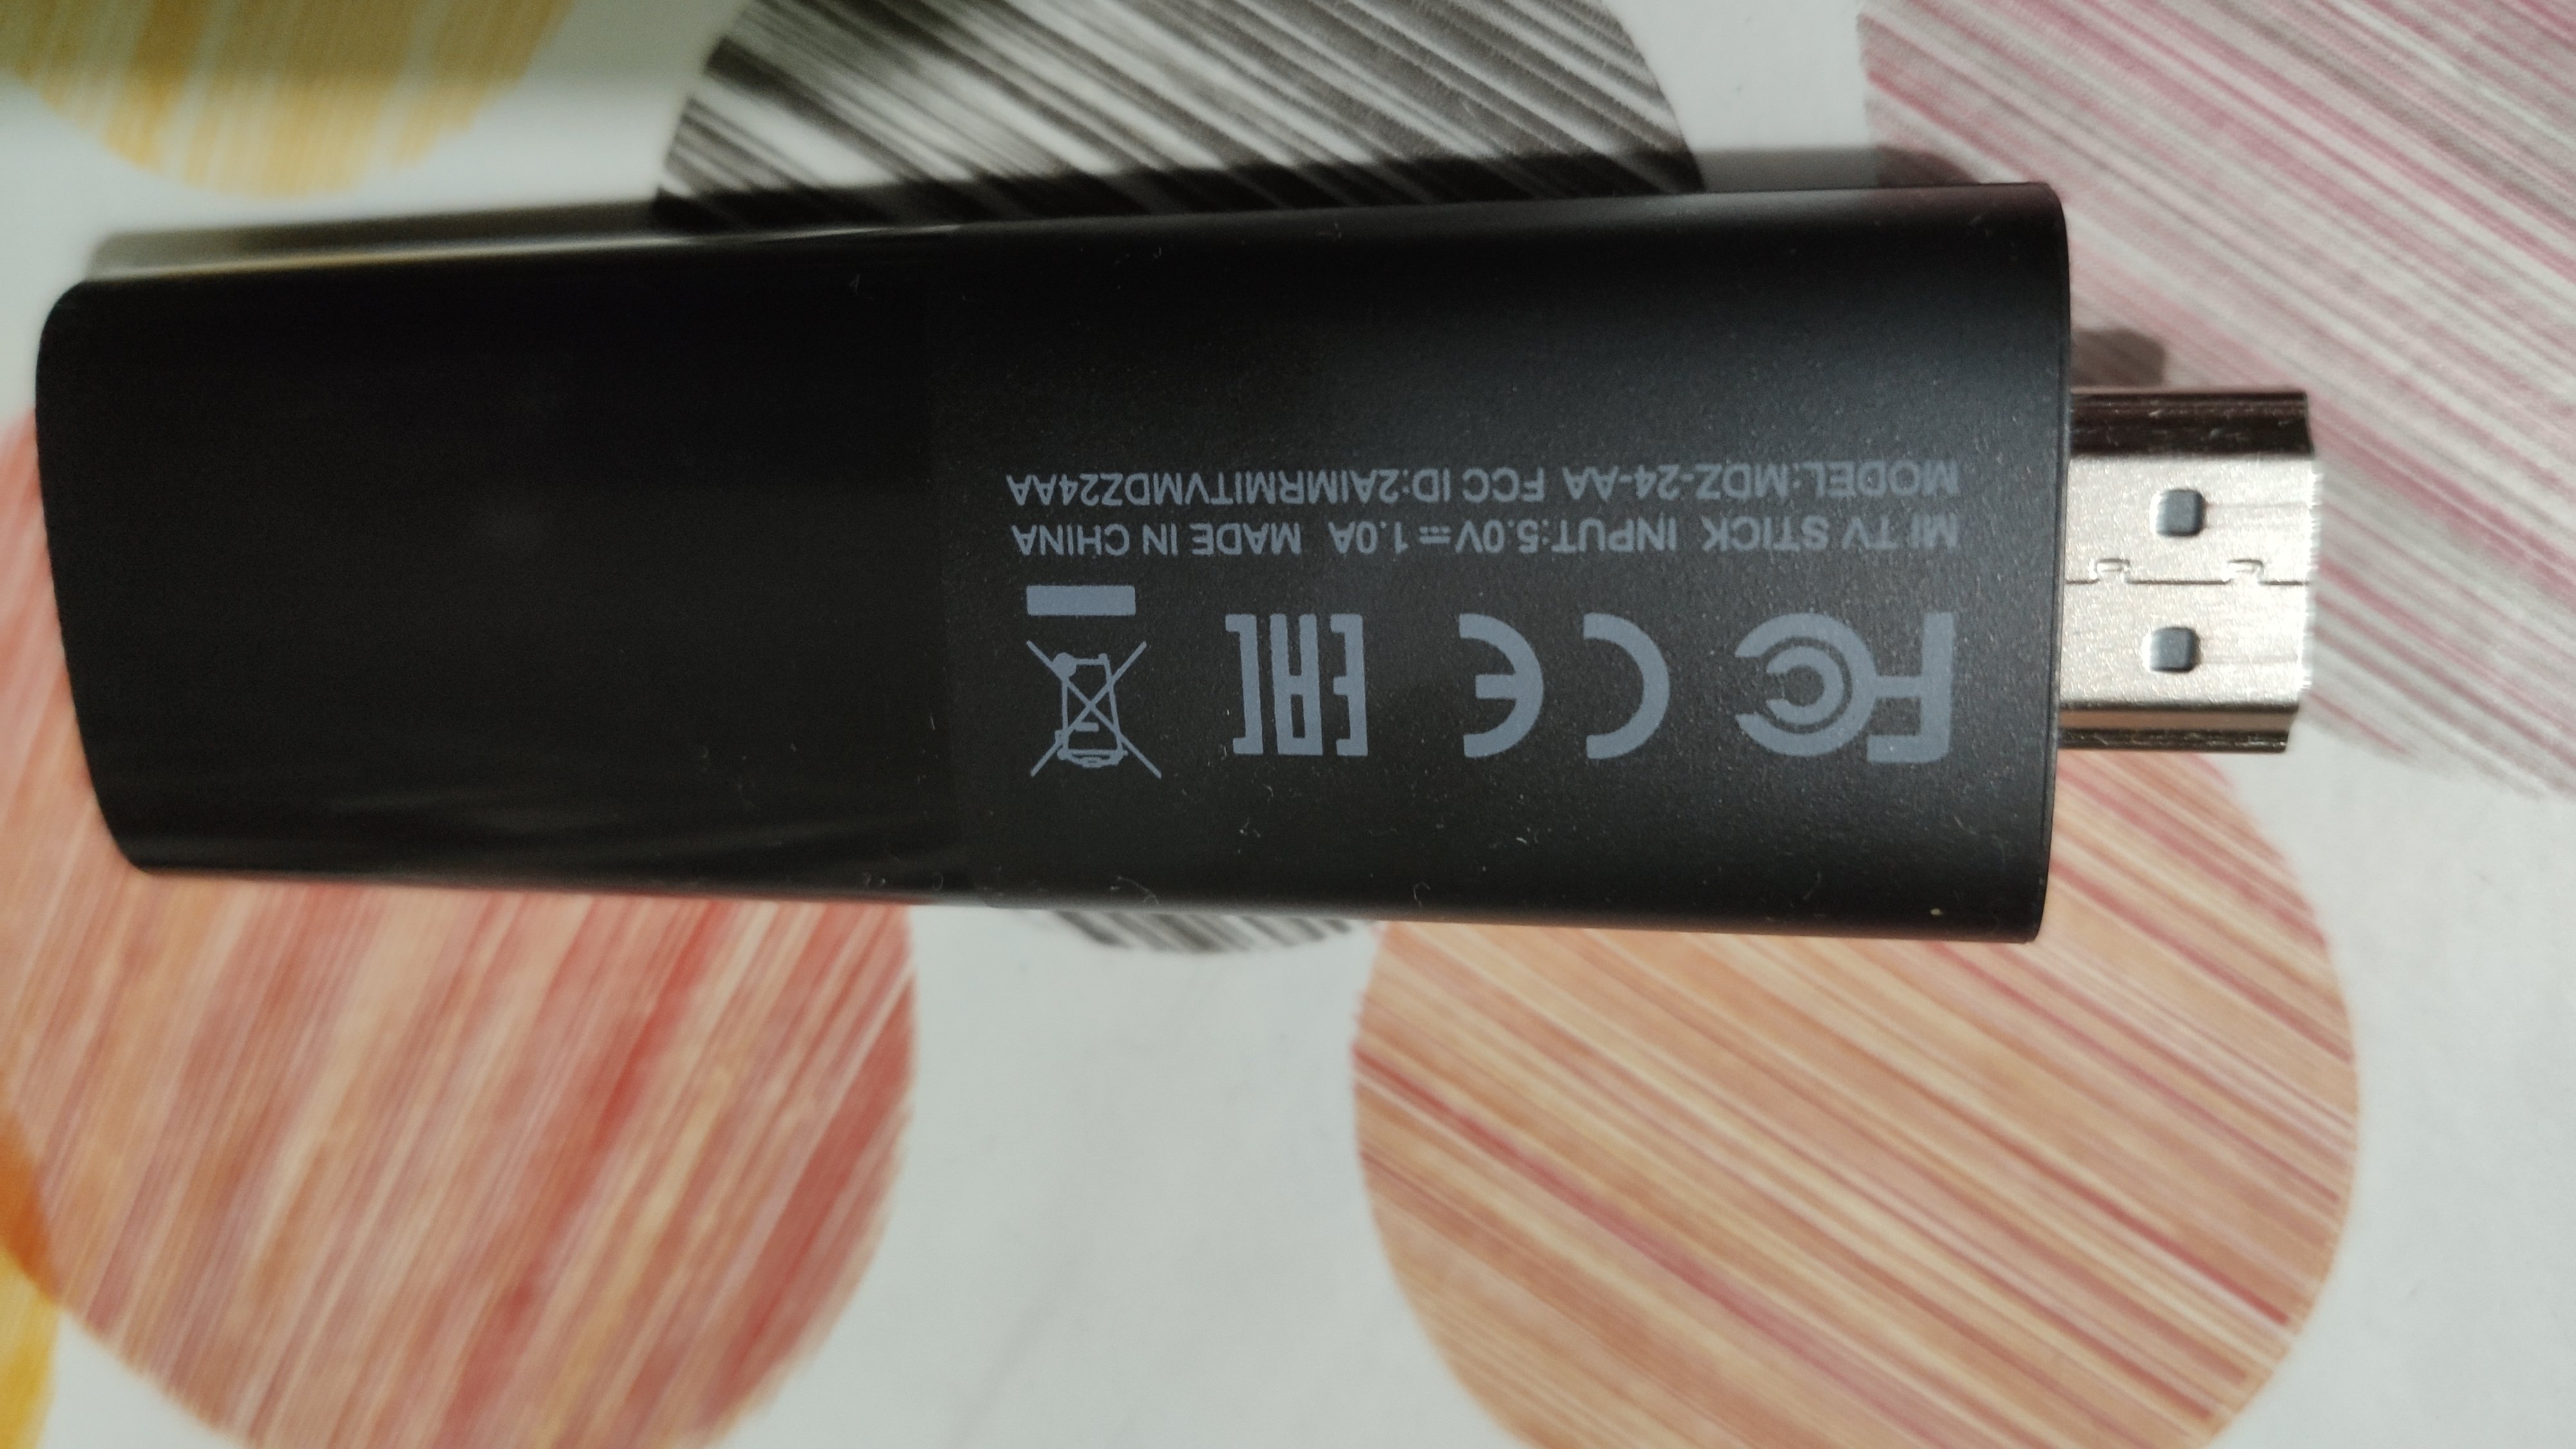 FC CE EAC
MI TV STICK INPUT:5.0V⎓1.0A MADE IN CHINA
MODEL:MDZ-24-AA FCC ID:2AIMRMITVMDZ24AA